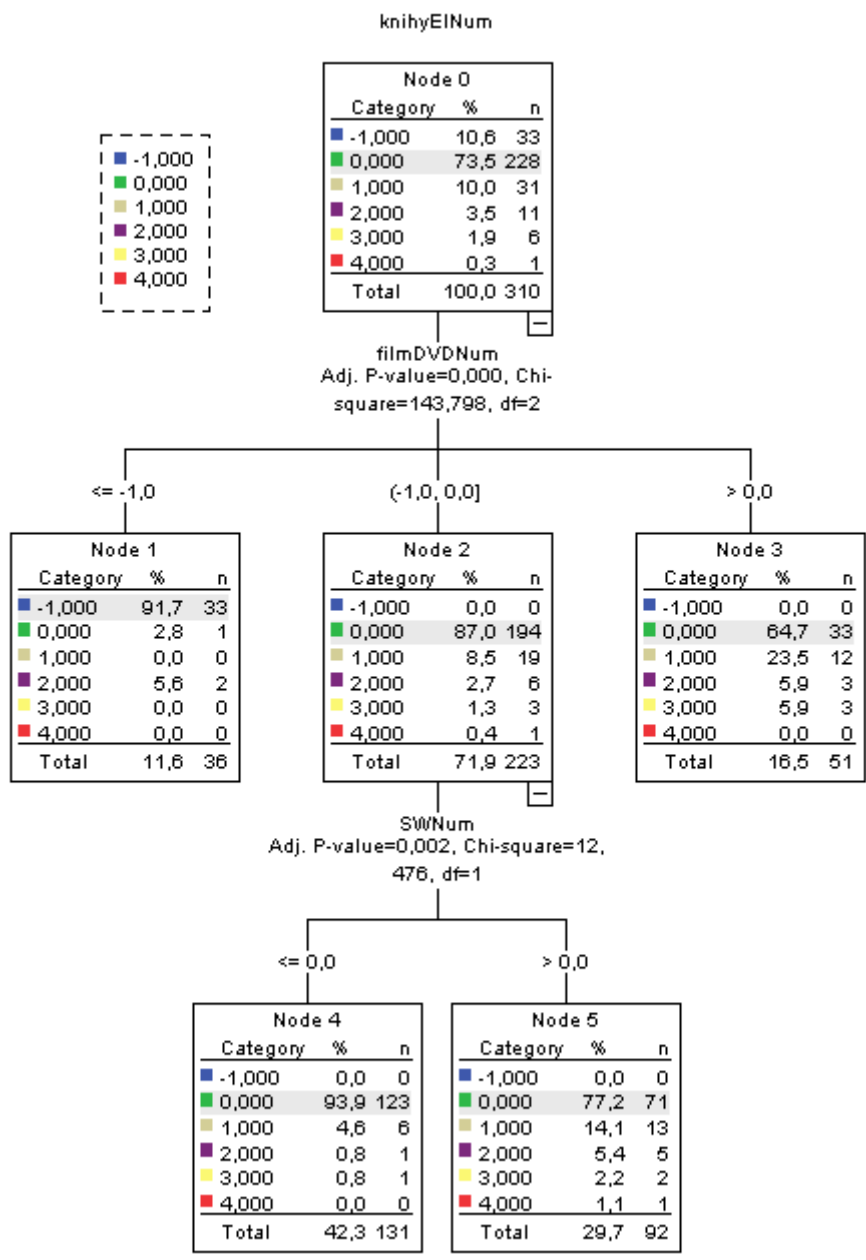 knihyElNum
-1,000
0,000
1,000
2,000
3,000
4,000
Node 0
Category % n
-1,000 10,6 33
0,000 73,5 228
1,000 10,0 31
2,000 3,5 11
3,000 1,9 6
4,000 0,3 1
Total 100,0 310
filmDVDNum
Adj. P-value=0,000, Chi-
square=143,798, df=2
<= -1,0
(-1,0, 0,0]
> 0,0
Node 1
Category % n
-1,000 91,7 33
0,000 2,8 1
1,000 0,0 0
2,000 5,6 2
3,000 0,0 0
4,000 0,0 0
Total 11,6 36
Node 2
Category % n
-1,000 0,0 0
0,000 87,0 194
1,000 8,5 19
2,000 2,7 6
3,000 1,3 3
4,000 0,4 1
Total 71,9 223
Node 3
Category % n
-1,000 0,0 0
0,000 64,7 33
1,000 23,5 12
2,000 5,9 3
3,000 5,9 3
4,000 0,0 0
Total 16,5 51
SWNum
Adj. P-value=0,002, Chi-square=12,
476, df=1
<= 0,0
> 0,0
Node 4
Category % n
-1,000 0,0 0
0,000 93,9 123
1,000 4,6 6
2,000 0,8 1
3,000 0,8 1
4,000 0,0 0
Total 42,3 131
Node 5
Category % n
-1,000 0,0 0
0,000 77,2 71
1,000 14,1 13
2,000 5,4 5
3,000 2,2 2
4,000 1,1 1
Total 29,7 92